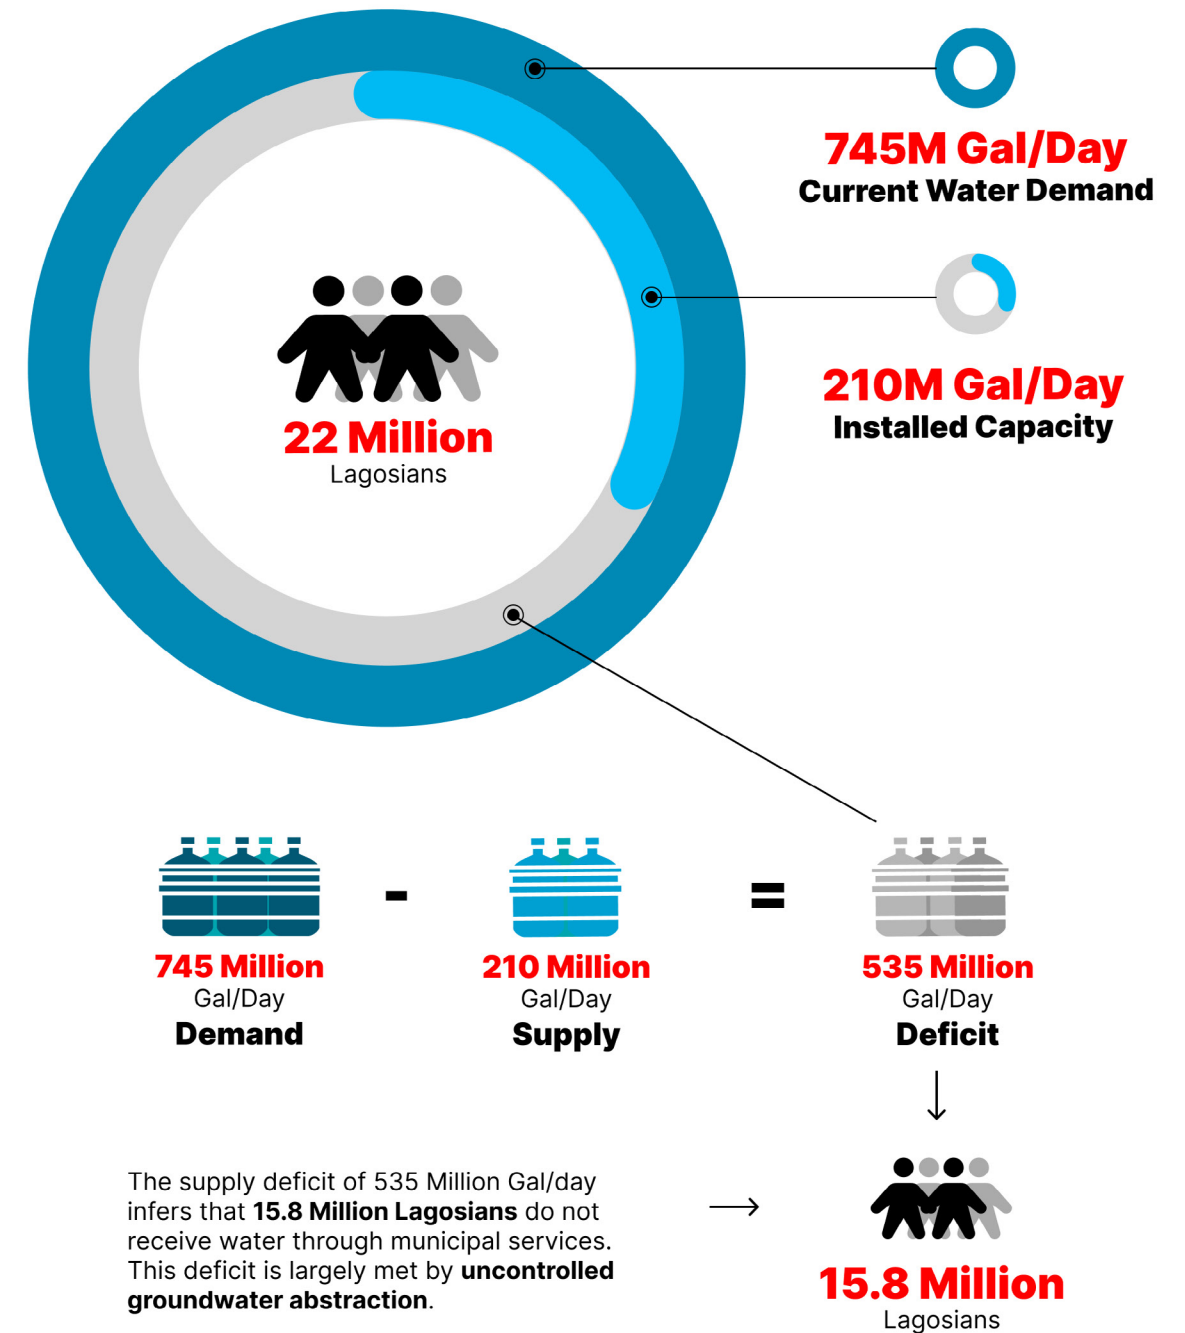 745M Gal/Day
Current Water Demand
210M Gal/Day
Installed Capacity
22 Million
Lagosians
745 Million
Gal/Day
Demand
-
210 Million
Gal/Day
Supply
=
535 Million
Gal/Day
Deficit
The supply deficit of 535 Million Gal/day
infers that 15.8 Million Lagosians do not
receive water through municipal services.
This deficit is largely met by uncontrolled
groundwater abstraction.
15.8 Million
Lagosians